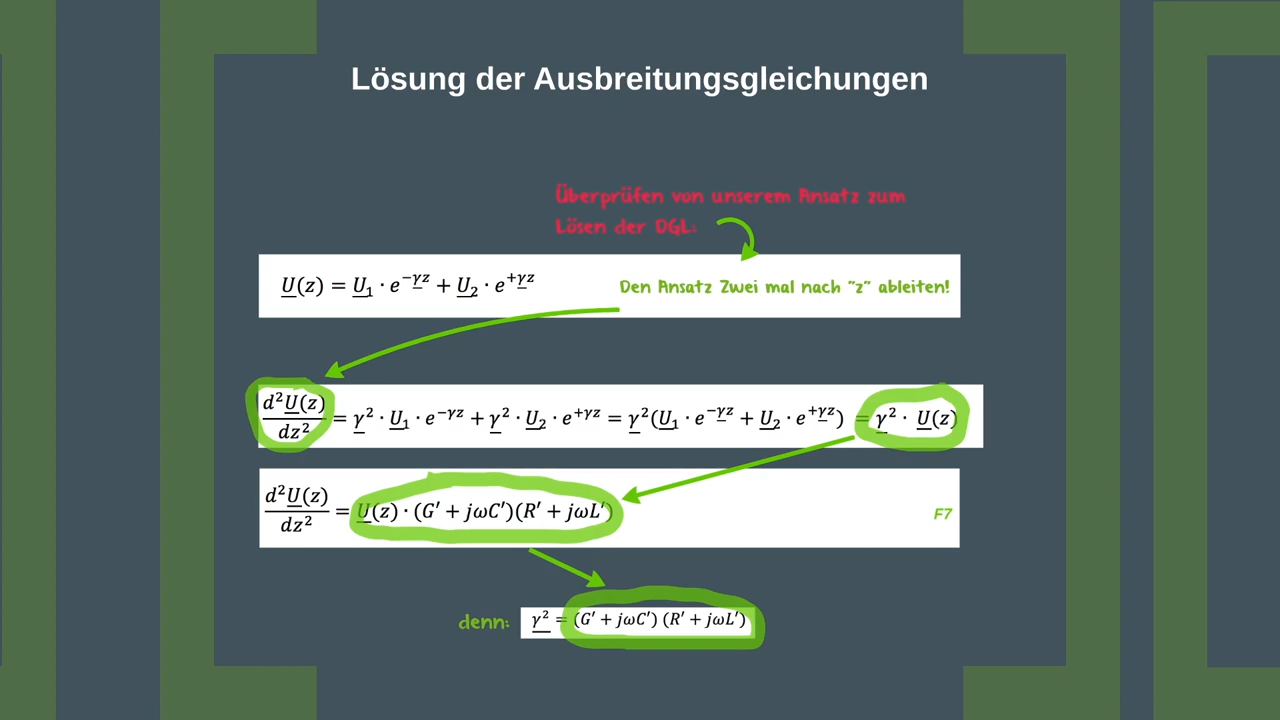 Lösung der Ausbreitungsgleichungen
Überprüfen von unserem Ansatz zum
Lösen der DGL:
U(z) = U₁ · e^(−γz) + U₂ · e^(+γz)
Den Ansatz Zwei mal nach "z" ableiten!
d²U(z)/dz² = γ² · U₁ · e^(−γz) + γ² · U₂ · e^(+γz) = γ²(U₁ · e^(−γz) + U₂ · e^(+γz)) = γ² · U(z)
d²U(z)/dz² = U(z) · (G′ + jωC′)(R′ + jωL′)
F7
denn: γ² = (G′ + jωC′) (R′ + jωL′)